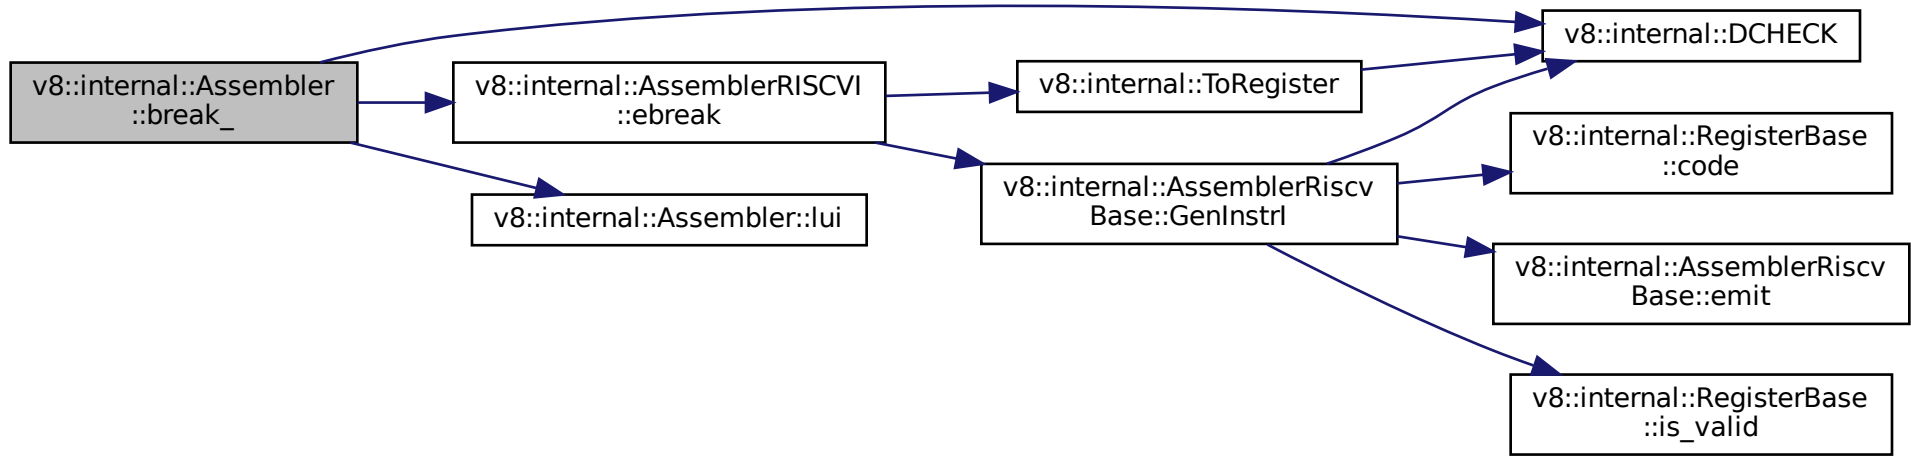 v8::internal::Assembler
::break_
v8::internal::AssemblerRISCVI
::ebreak
v8::internal::Assembler::lui
v8::internal::ToRegister
v8::internal::AssemblerRiscv
Base::GenInstrI
v8::internal::DCHECK
v8::internal::RegisterBase
::code
v8::internal::AssemblerRiscv
Base::emit
v8::internal::RegisterBase
::is_valid